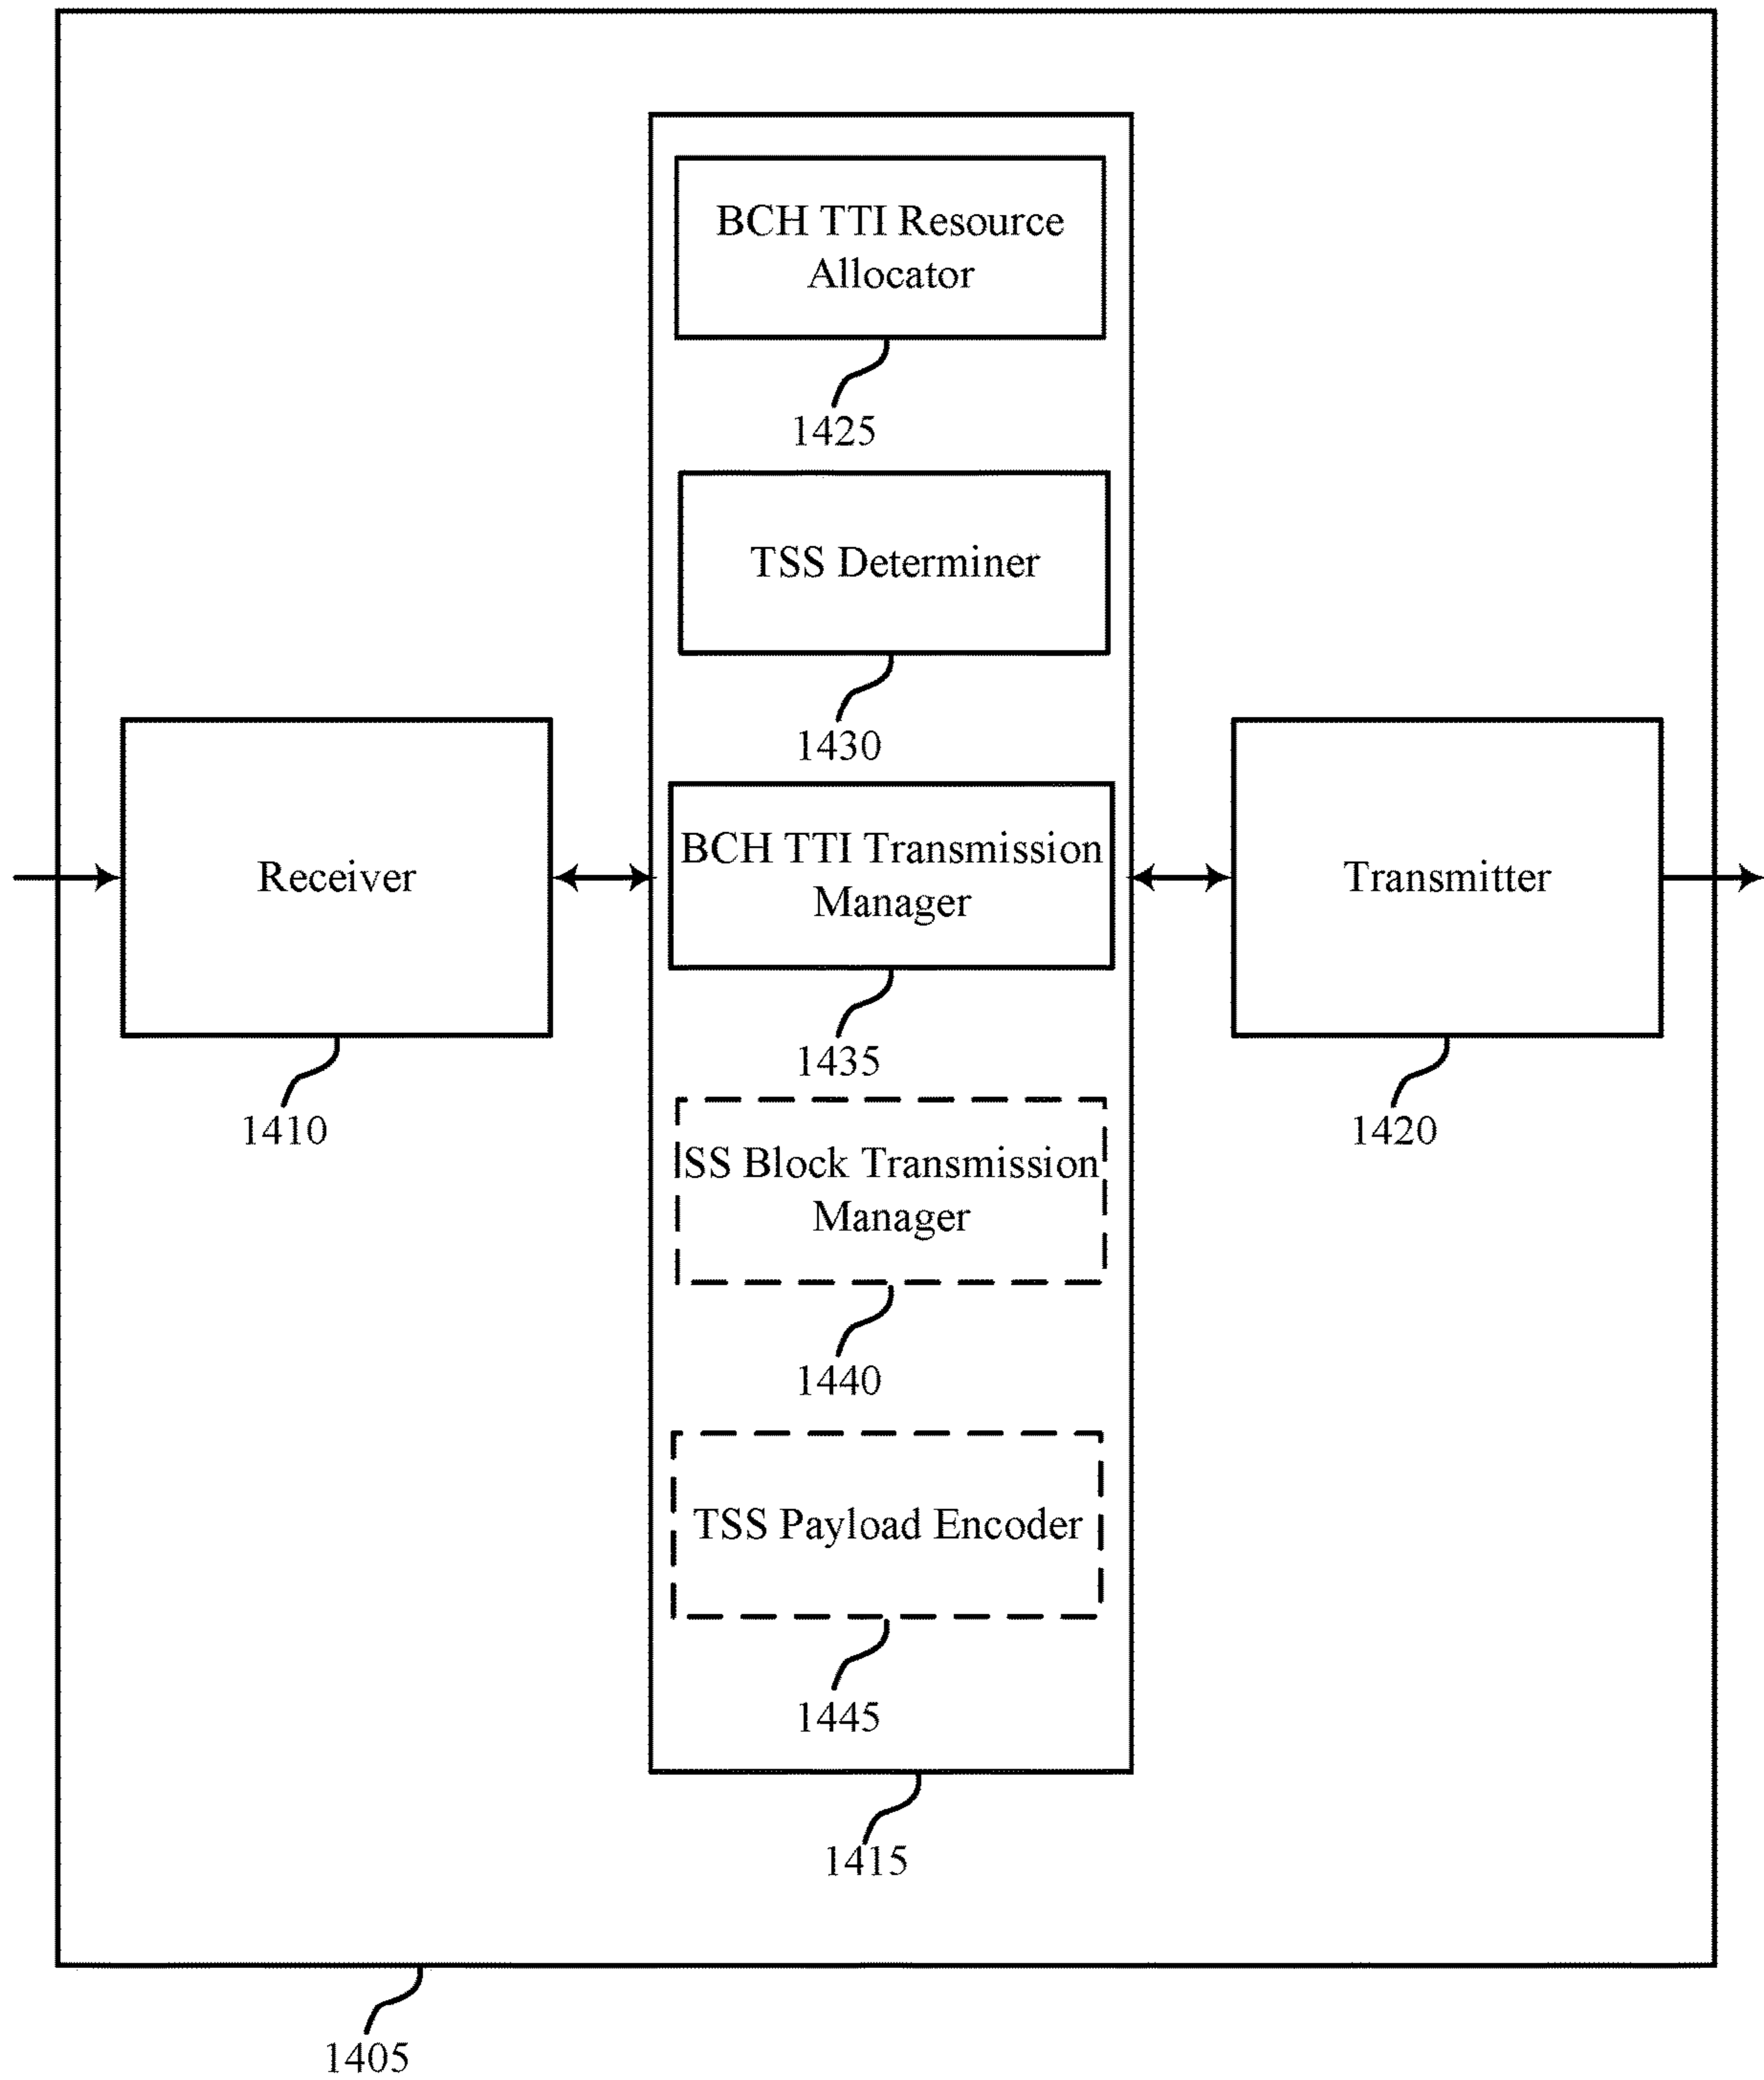 BCH TTI Resource
Allocator
1425
TSS Determiner
1430
Receiver
1410
BCH TTI Transmission
Manager
1435
Transmitter
1420
SS Block Transmission
Manager
1440
TSS Payload Encoder
1445
1415
1405